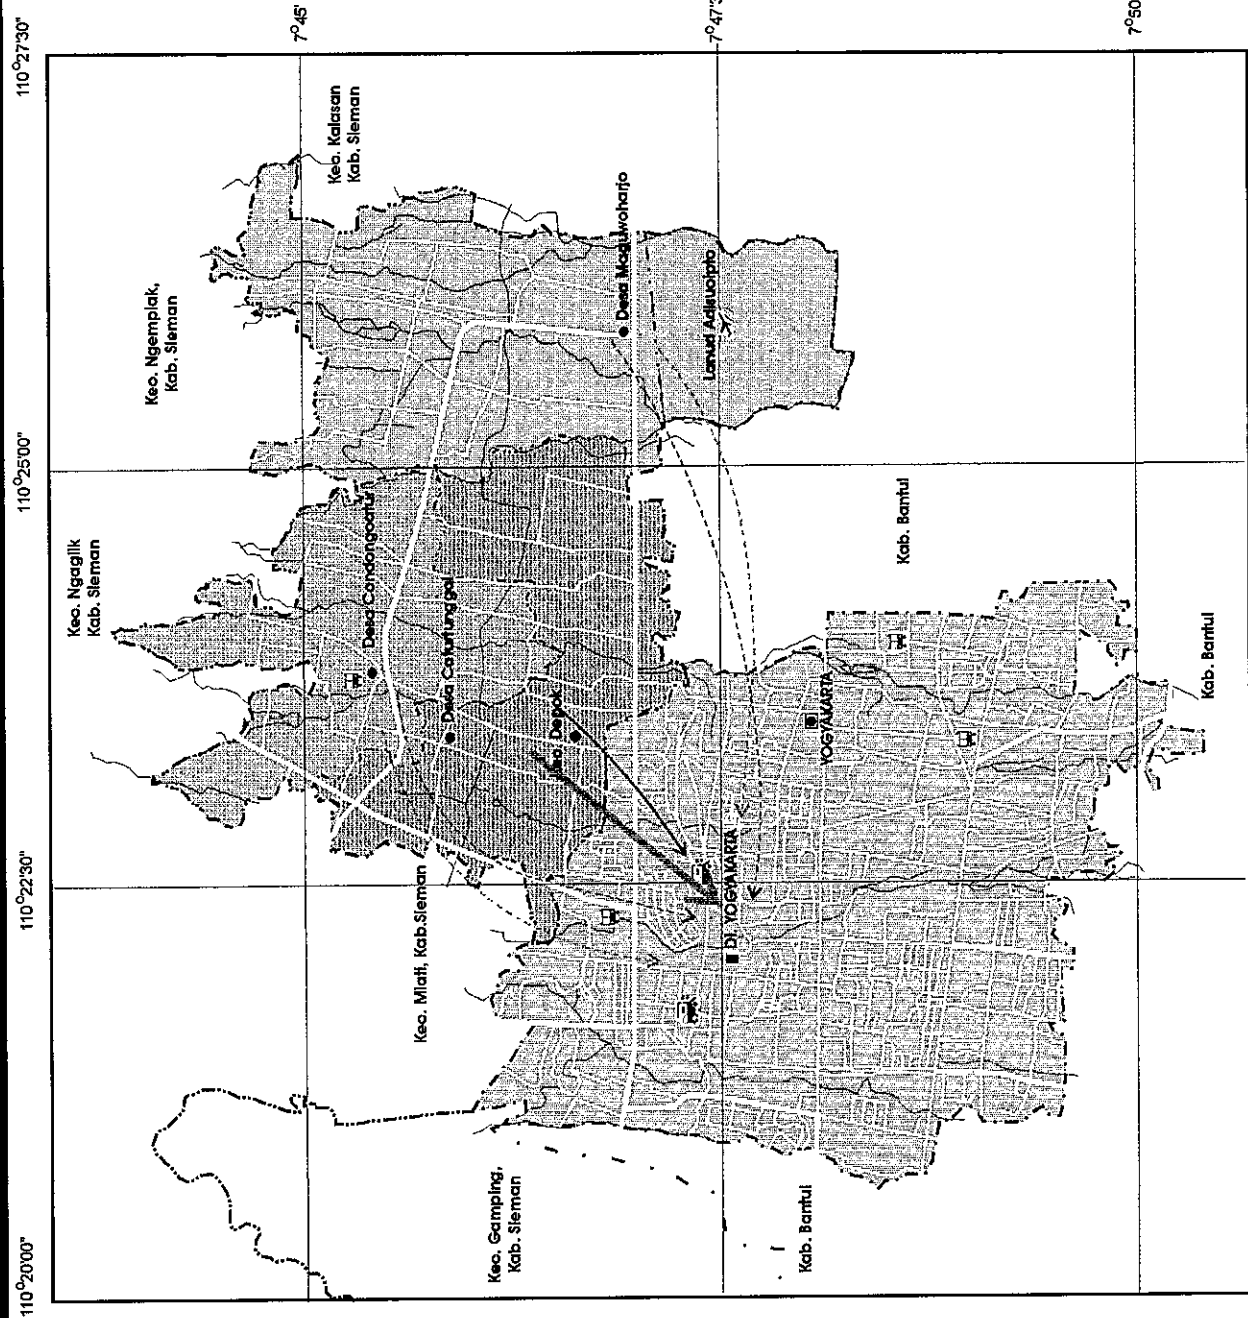 110°20'00"
110°22'30"
110°25'00"
110°27'30"
Kec. Ngaglik
Kab. Sleman
Kec. Ngemplak,
Kab. Sleman
7°45'
Kec. Kalasan
Kab. Sleman
Desa Condongcatur
Kec. Mlati, Kab.Sleman
Desa Caturtunggal
Kec. Gamping,
Kab. Sleman
Depok
Desa Maguwoharjo
Lanud Adisucipto
7°47'3
DI. YOGYAKARTA
Kab. Bantul
YOGYAKARTA
Kab. Bantul
7°50
Kab. Bantul